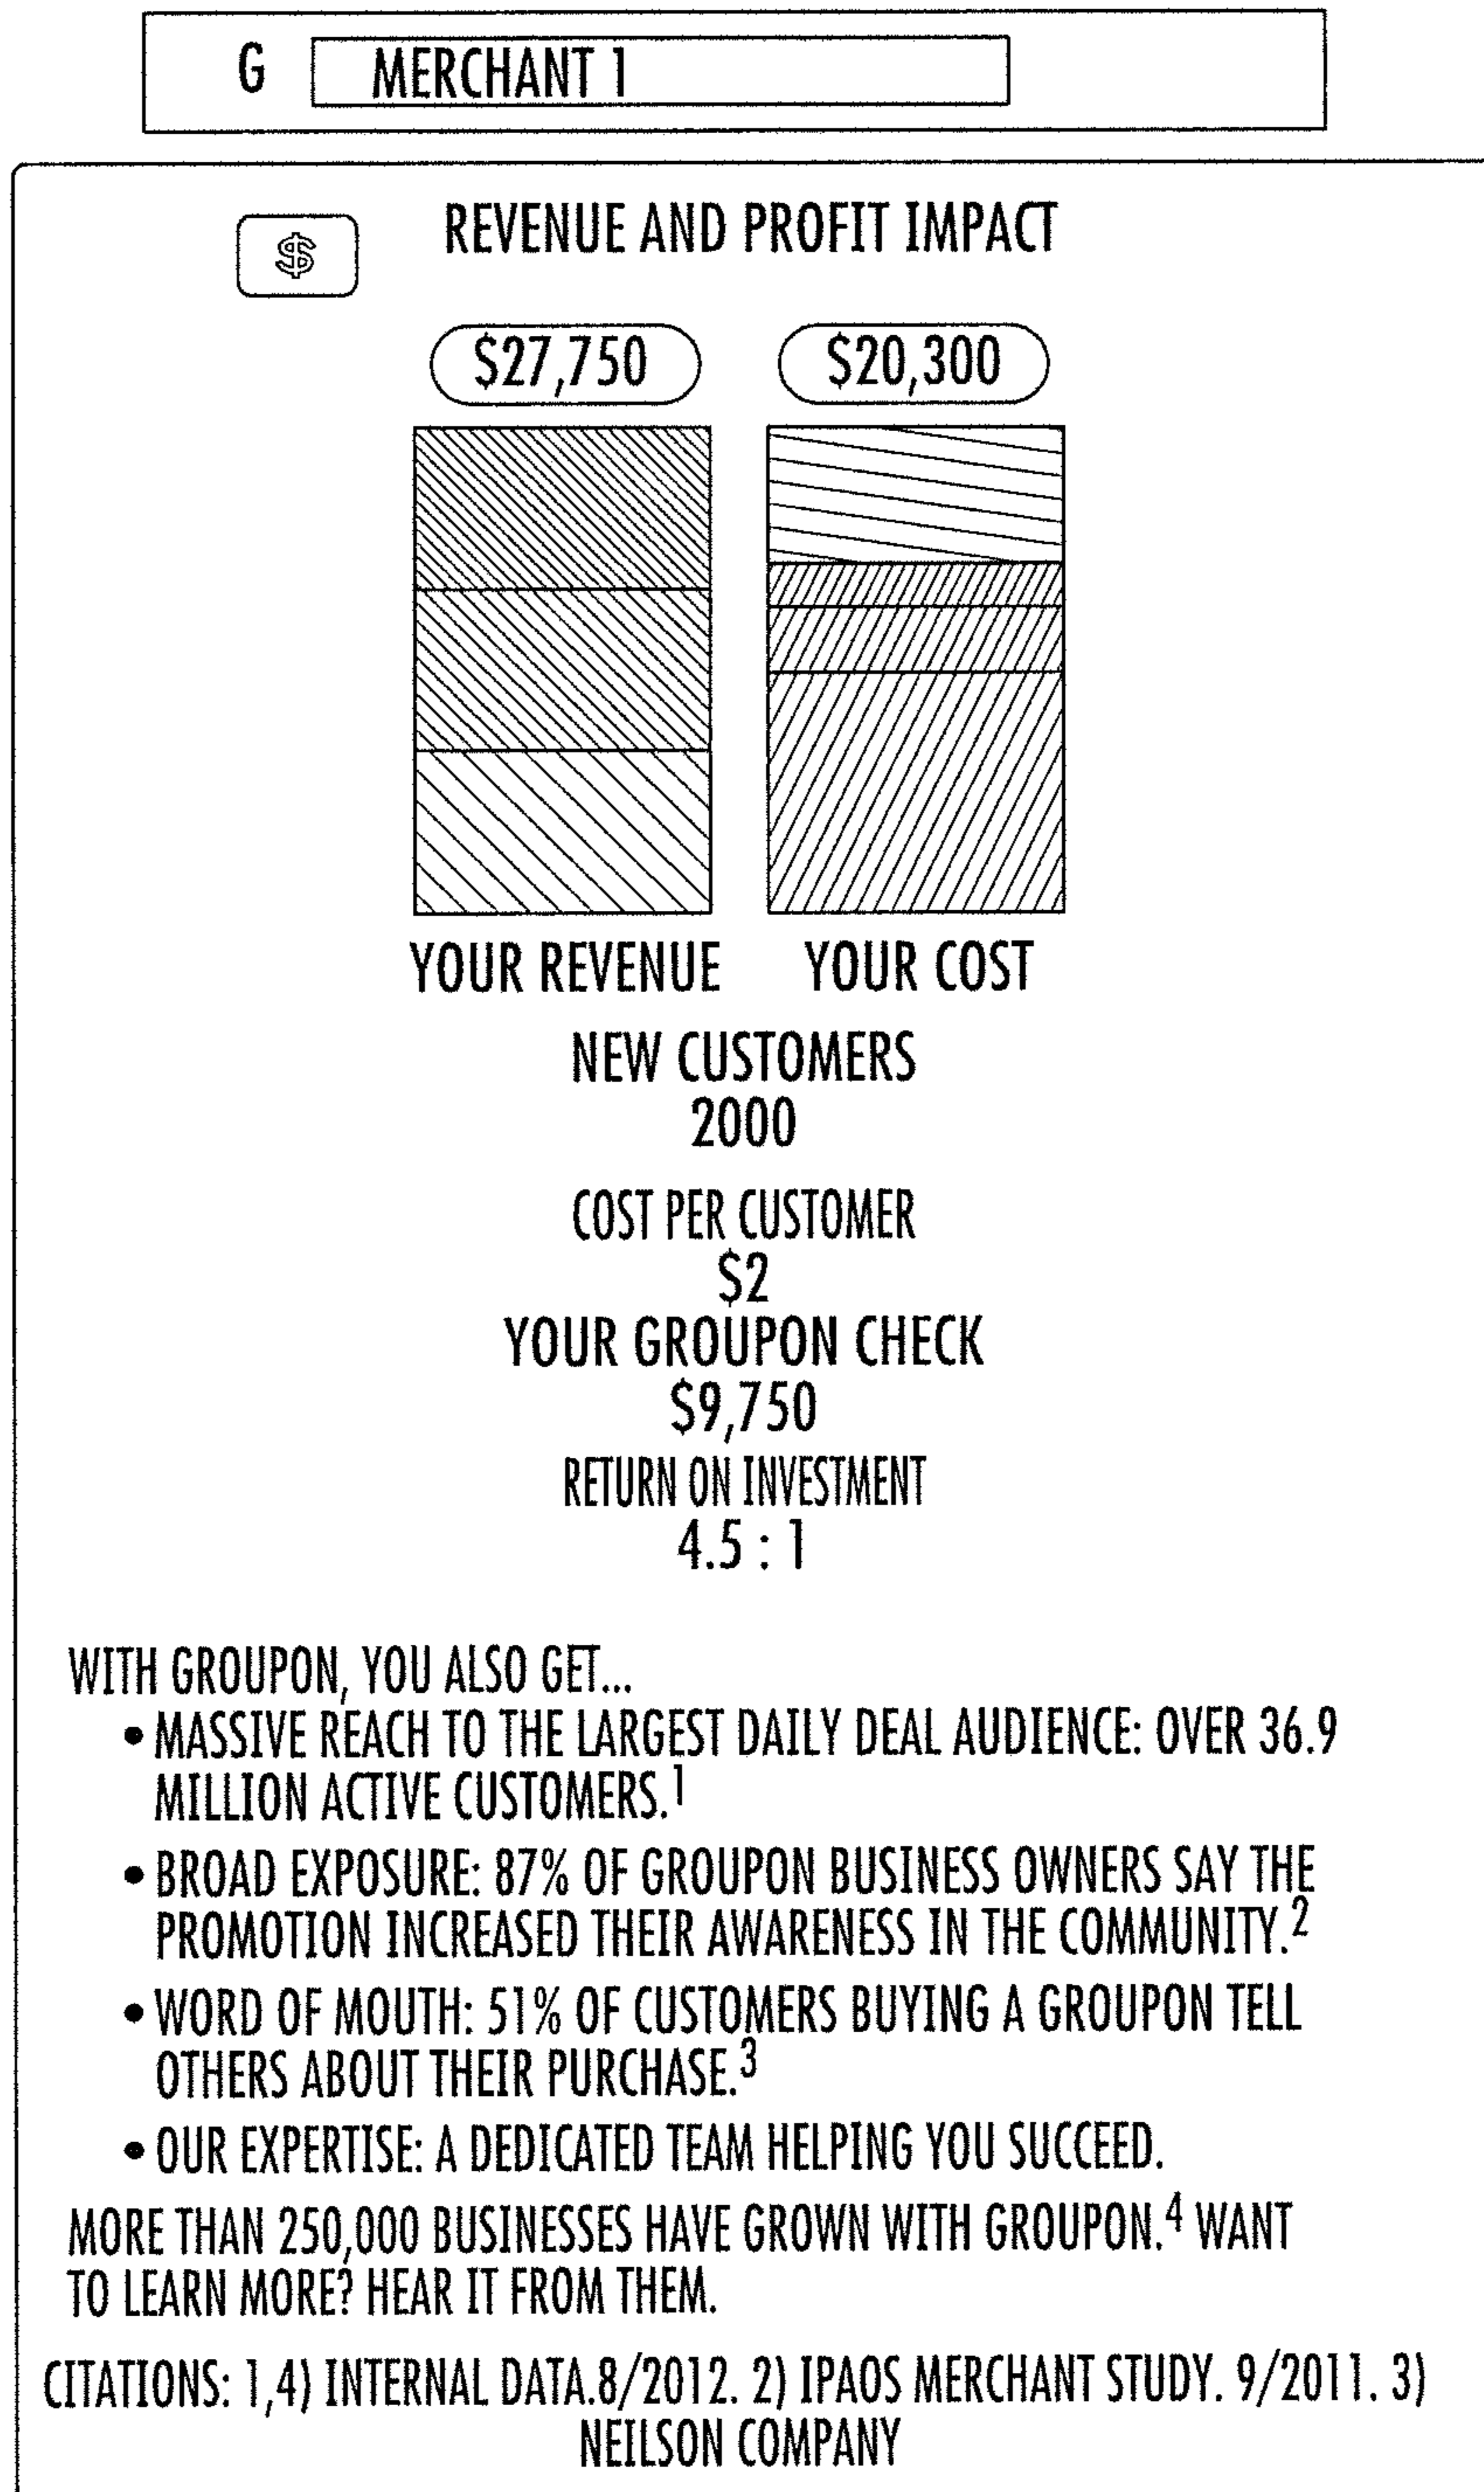 G MERCHANT 1
$ REVENUE AND PROFIT IMPACT
$27,750 $20,300
YOUR REVENUE YOUR COST
NEW CUSTOMERS
2000
COST PER CUSTOMER
$2
YOUR GROUPON CHECK
$9,750
RETURN ON INVESTMENT
4.5 : 1
WITH GROUPON, YOU ALSO GET...
• MASSIVE REACH TO THE LARGEST DAILY DEAL AUDIENCE: OVER 36.9
MILLION ACTIVE CUSTOMERS.1
• BROAD EXPOSURE: 87% OF GROUPON BUSINESS OWNERS SAY THE
PROMOTION INCREASED THEIR AWARENESS IN THE COMMUNITY.2
• WORD OF MOUTH: 51% OF CUSTOMERS BUYING A GROUPON TELL
OTHERS ABOUT THEIR PURCHASE.3
• OUR EXPERTISE: A DEDICATED TEAM HELPING YOU SUCCEED.
MORE THAN 250,000 BUSINESSES HAVE GROWN WITH GROUPON.4 WANT
TO LEARN MORE? HEAR IT FROM THEM.
CITATIONS: 1,4) INTERNAL DATA.8/2012. 2) IPAOS MERCHANT STUDY. 9/2011. 3)
NEILSON COMPANY